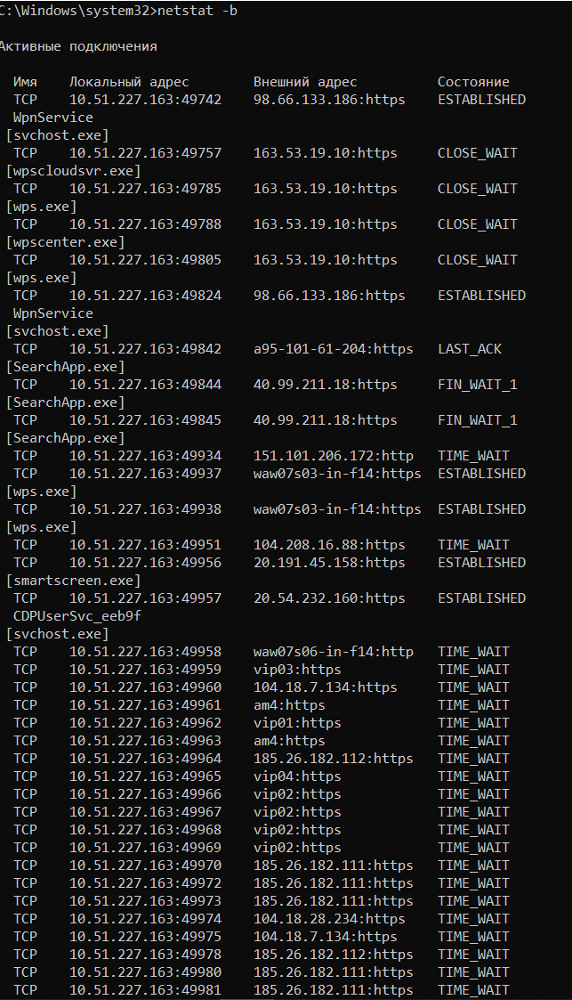 C:\Windows\system32>netstat -b
Активные подключения
Имя Локальный адрес Внешний адрес Состояние
TCP 10.51.227.163:49742 98.66.133.186:https ESTABLISHED
WpnService
[svchost.exe]
TCP 10.51.227.163:49757 163.53.19.10:https CLOSE_WAIT
[wpscloudsvr.exe]
TCP 10.51.227.163:49785 163.53.19.10:https CLOSE_WAIT
[wps.exe]
TCP 10.51.227.163:49788 163.53.19.10:https CLOSE_WAIT
[wpscenter.exe]
TCP 10.51.227.163:49805 163.53.19.10:https CLOSE_WAIT
[wps.exe]
TCP 10.51.227.163:49824 98.66.133.186:https ESTABLISHED
WpnService
[svchost.exe]
TCP 10.51.227.163:49842 a95-101-61-204:https LAST_ACK
[SearchApp.exe]
TCP 10.51.227.163:49844 40.99.211.18:https FIN_WAIT_1
[SearchApp.exe]
TCP 10.51.227.163:49845 40.99.211.18:https FIN_WAIT_1
[SearchApp.exe]
TCP 10.51.227.163:49934 151.101.206.172:http TIME_WAIT
TCP 10.51.227.163:49937 waw07s03-in-f14:https ESTABLISHED
[wps.exe]
TCP 10.51.227.163:49938 waw07s03-in-f14:https ESTABLISHED
[wps.exe]
TCP 10.51.227.163:49951 104.208.16.88:https TIME_WAIT
TCP 10.51.227.163:49956 20.191.45.158:https ESTABLISHED
[smartscreen.exe]
TCP 10.51.227.163:49957 20.54.232.160:https ESTABLISHED
CDPUserSvc_eeb9f
[svchost.exe]
TCP 10.51.227.163:49958 waw07s06-in-f14:http TIME_WAIT
TCP 10.51.227.163:49959 vip03:https TIME_WAIT
TCP 10.51.227.163:49960 104.18.7.134:https TIME_WAIT
TCP 10.51.227.163:49961 am4:https TIME_WAIT
TCP 10.51.227.163:49962 vip01:https TIME_WAIT
TCP 10.51.227.163:49963 am4:https TIME_WAIT
TCP 10.51.227.163:49964 185.26.182.112:https TIME_WAIT
TCP 10.51.227.163:49965 vip04:https TIME_WAIT
TCP 10.51.227.163:49966 vip02:https TIME_WAIT
TCP 10.51.227.163:49967 vip02:https TIME_WAIT
TCP 10.51.227.163:49968 vip02:https TIME_WAIT
TCP 10.51.227.163:49969 vip02:https TIME_WAIT
TCP 10.51.227.163:49970 185.26.182.111:https TIME_WAIT
TCP 10.51.227.163:49972 185.26.182.111:https TIME_WAIT
TCP 10.51.227.163:49973 185.26.182.111:https TIME_WAIT
TCP 10.51.227.163:49974 104.18.28.234:https TIME_WAIT
TCP 10.51.227.163:49975 104.18.7.134:https TIME_WAIT
TCP 10.51.227.163:49978 185.26.182.112:https TIME_WAIT
TCP 10.51.227.163:49980 185.26.182.111:https TIME_WAIT
TCP 10.51.227.163:49981 185.26.182.111:https TIME_WAIT